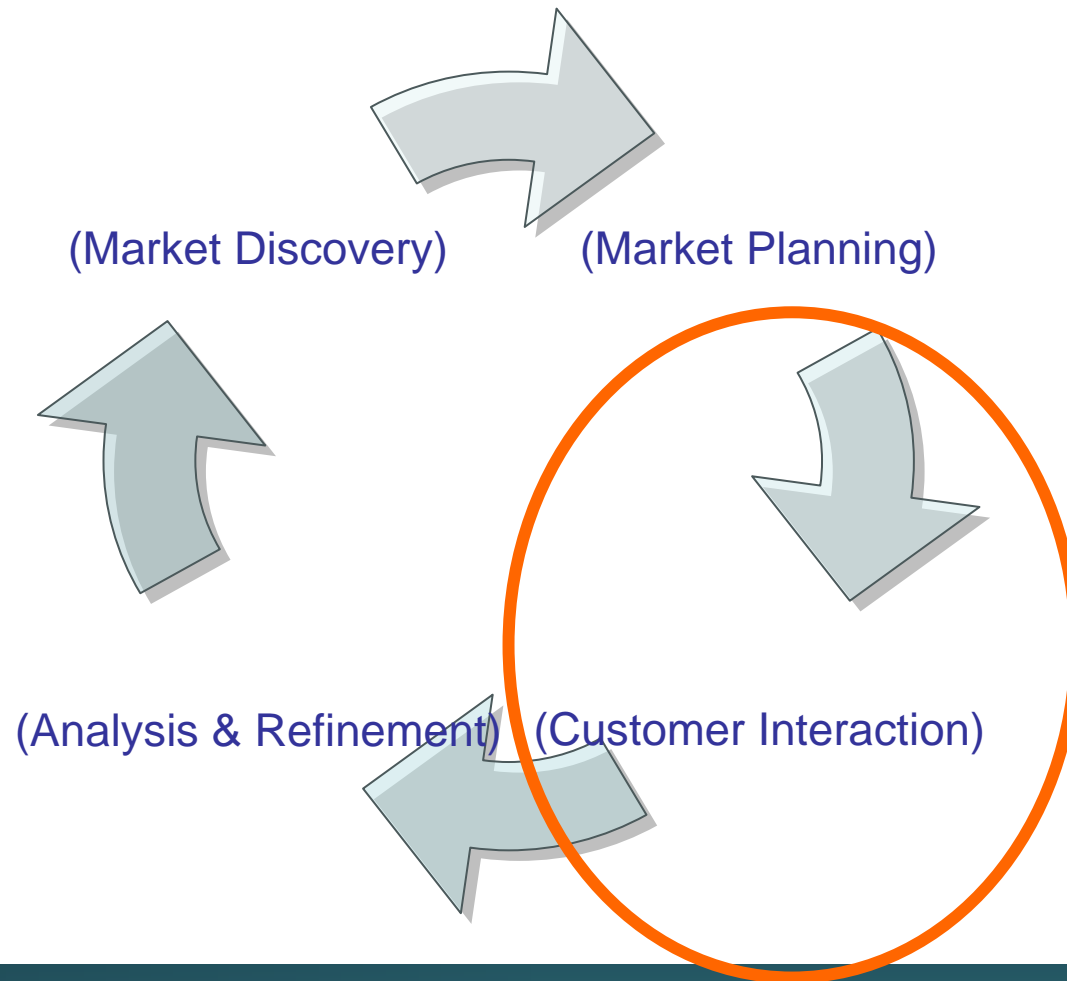 (Market Discovery) (Market Planning)
(Analysis & Refinement) (Customer Interaction)